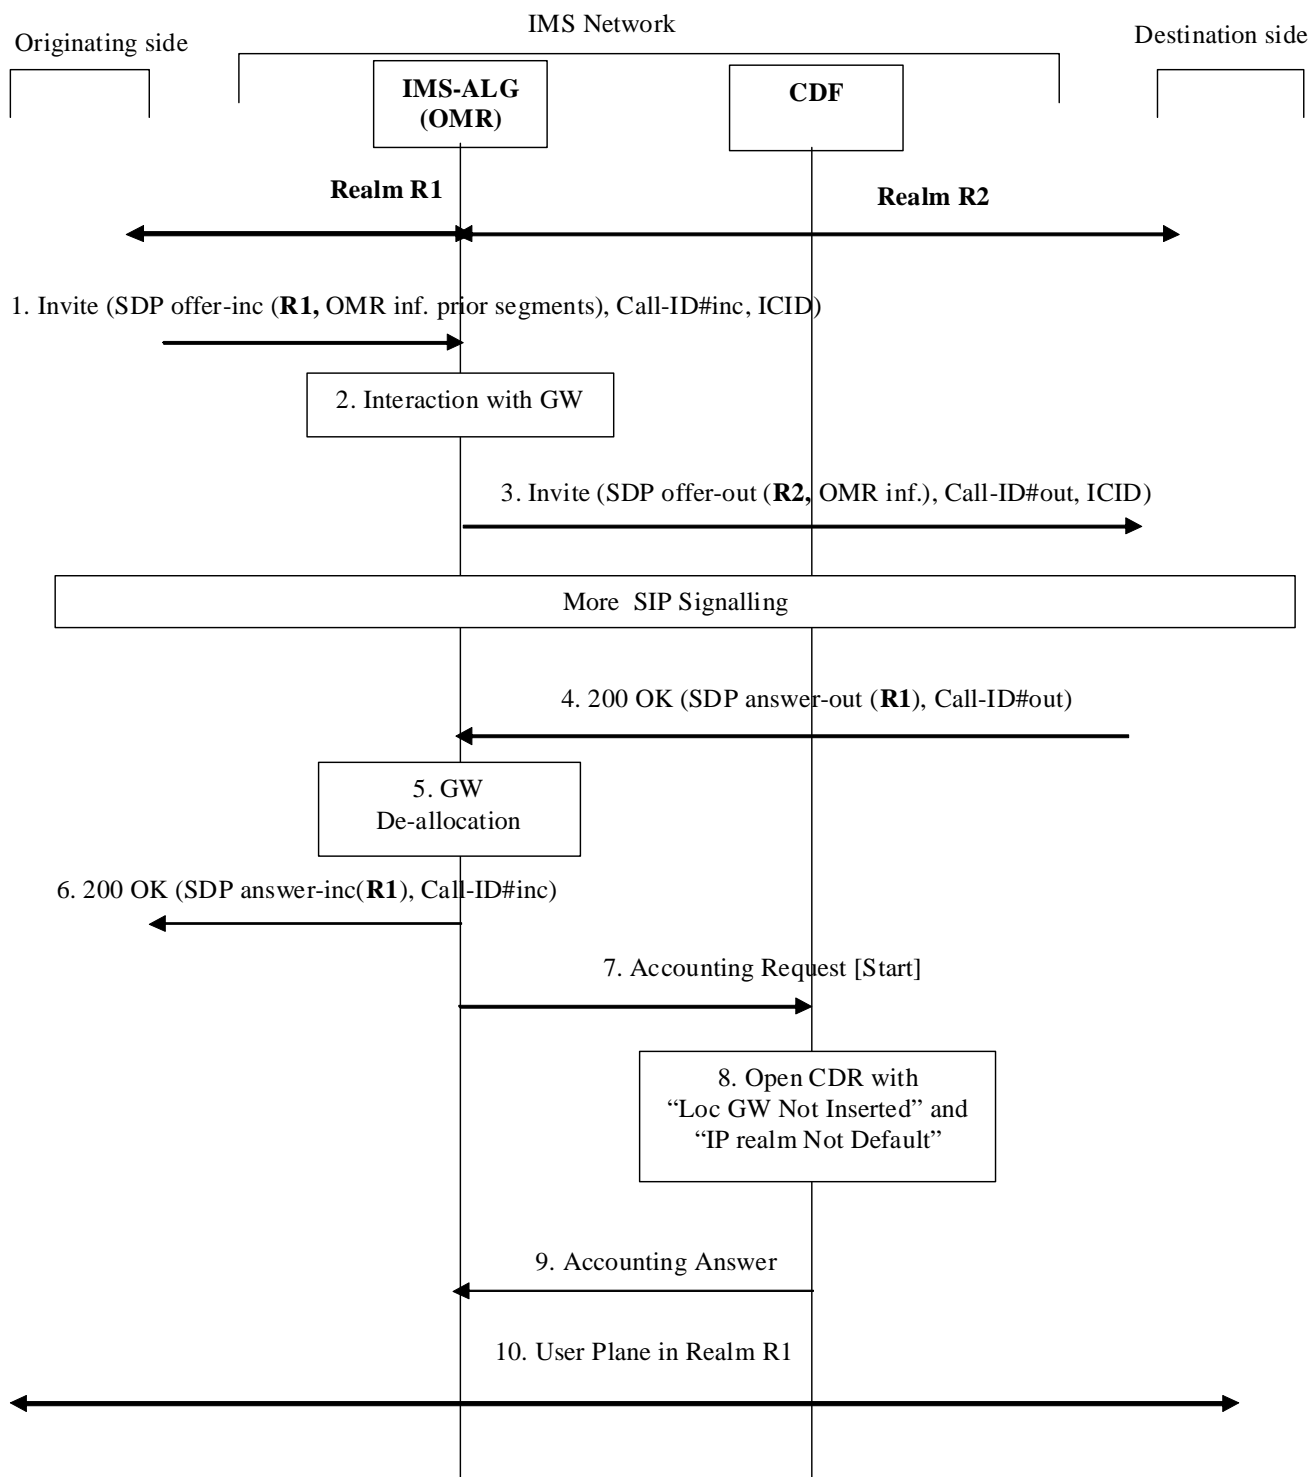 IMS Network
Originating side
Destination side
IMS-ALG
(OMR)
CDF
Realm R1
Realm R2
1. Invite (SDP offer-inc (R1, OMR inf. prior segments), Call-ID#inc, ICID)
2. Interaction with GW
3. Invite (SDP offer-out (R2, OMR inf.), Call-ID#out, ICID)
More SIP Signalling
4. 200 OK (SDP answer-out (R1), Call-ID#out)
5. GW
De-allocation
6. 200 OK (SDP answer-inc(R1), Call-ID#inc)
7. Accounting Request [Start]
8. Open CDR with
“Loc GW Not Inserted” and
“IP realm Not Default”
9. Accounting Answer
10. User Plane in Realm R1